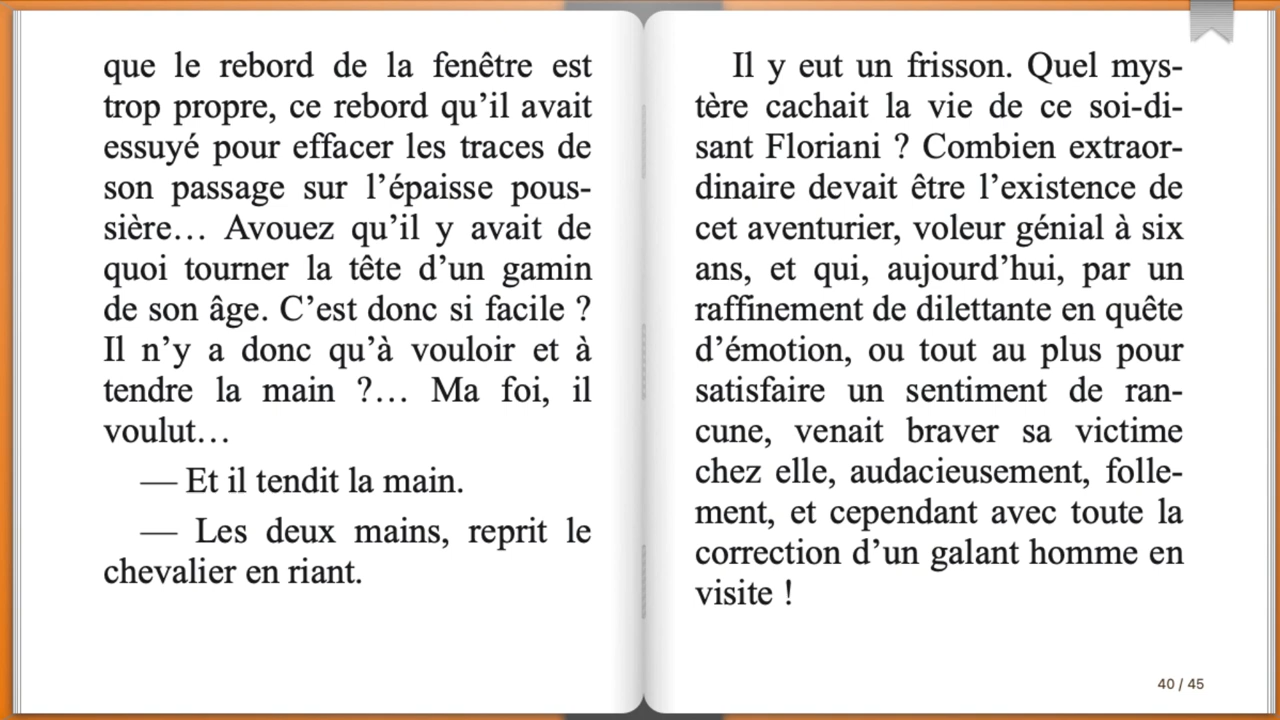 que le rebord de la fenêtre est
trop propre, ce rebord qu’il avait
essuyé pour effacer les traces de
son passage sur l’épaisse pous-
sière… Avouez qu’il y avait de
quoi tourner la tête d’un gamin
de son âge. C’est donc si facile ?
Il n’y a donc qu’à vouloir et à
tendre la main ?… Ma foi, il
voulut…
— Et il tendit la main.
— Les deux mains, reprit le
chevalier en riant.
Il y eut un frisson. Quel mys-
tère cachait la vie de ce soi-di-
sant Floriani ? Combien extraor-
dinaire devait être l’existence de
cet aventurier, voleur génial à six
ans, et qui, aujourd’hui, par un
raffinement de dilettante en quête
d’émotion, ou tout au plus pour
satisfaire un sentiment de ran-
cune, venait braver sa victime
chez elle, audacieusement, folle-
ment, et cependant avec toute la
correction d’un galant homme en
visite !
40 / 45